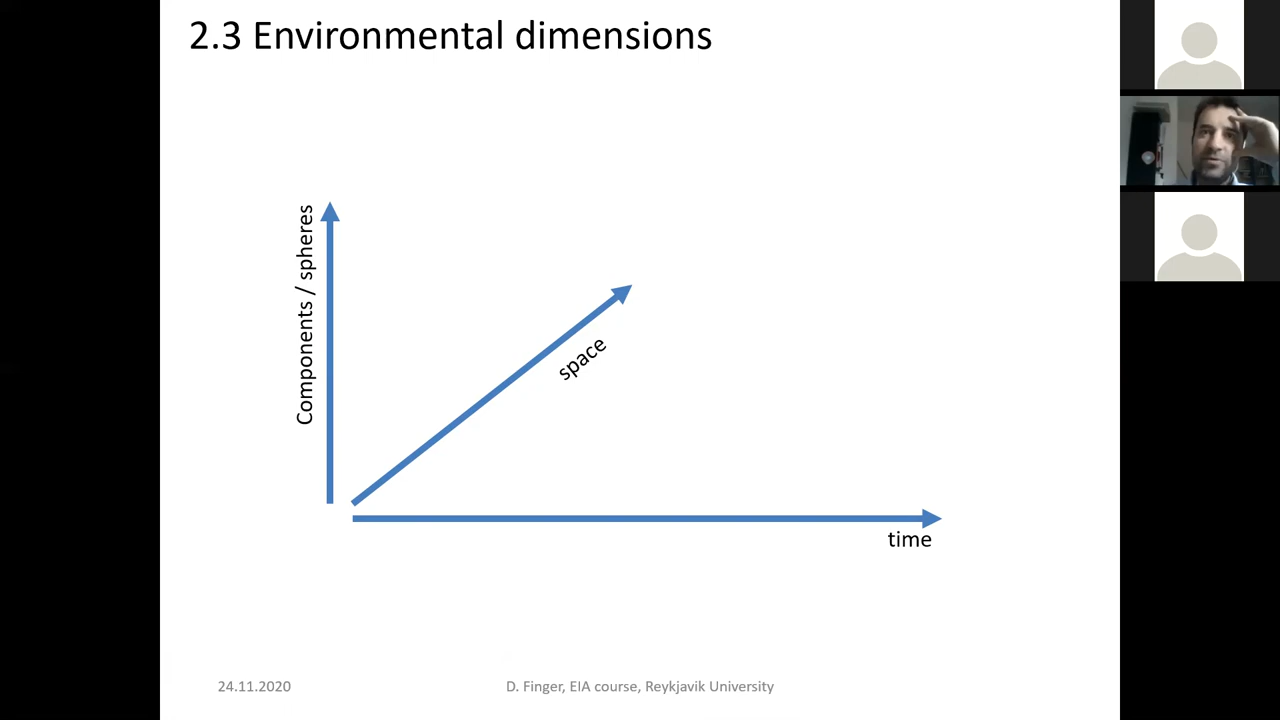 2.3 Environmental dimensions
Components / spheres
space
time
24.11.2020
D. Finger, EIA course, Reykjavik University